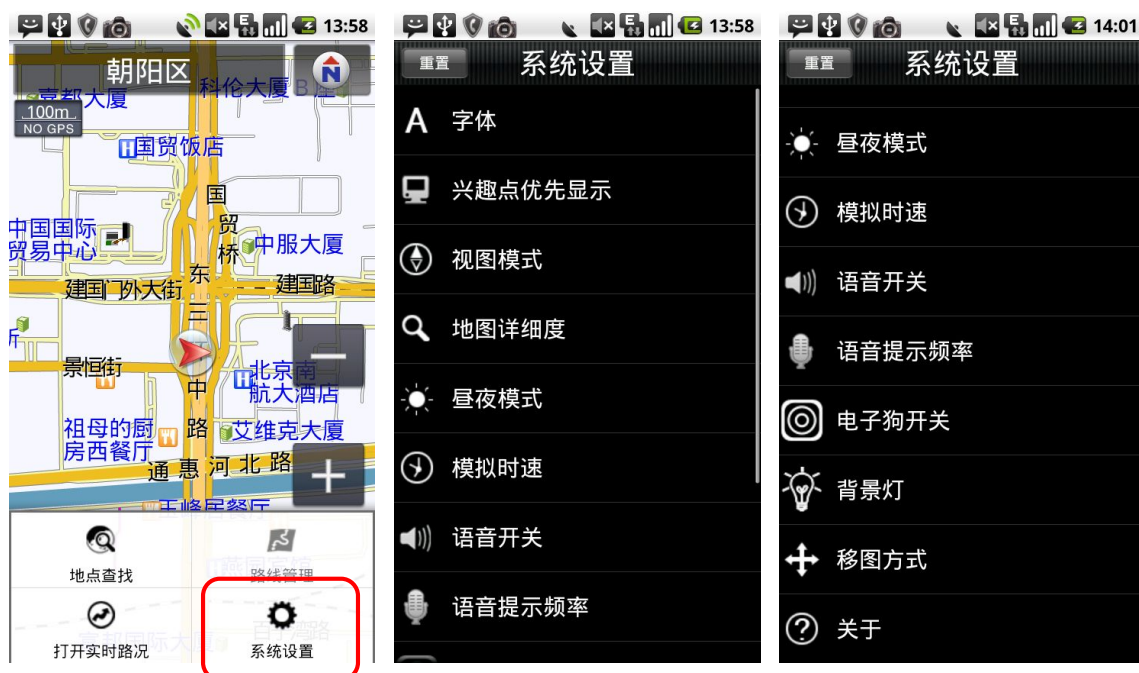 13:58
朝阳区
N
科伦大厦B座
嘉都大厦
100m
NO GPS
H国贸饭店
国
贸
桥
中国国际
贸易中心
中服大厦
东
建国门外大街
建国路
三
所
景恒街
中
H北京南
航大酒店
祖母的厨
房西餐厅
路
艾维克大厦
通惠河北路
地点查找
路线管理
打开实时路况
系统设置
E
13:58
重置
系统设置
A 字体
兴趣点优先显示
视图模式
地图详细度
昼夜模式
模拟时速
语音开关
语音提示频率
E
14:01
重置
系统设置
昼夜模式
模拟时速
语音开关
语音提示频率
电子狗开关
背景灯
移图方式
关于